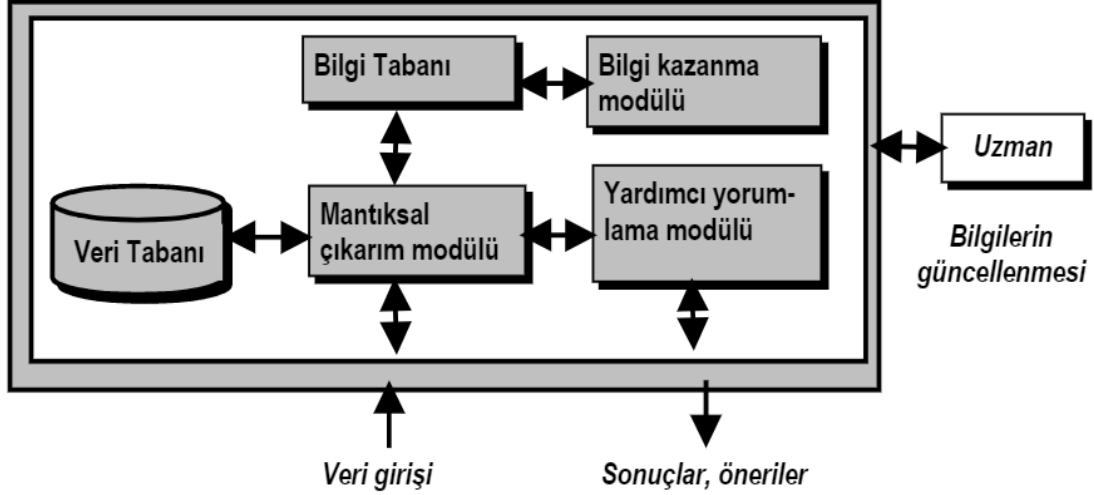 Bilgi Tabanı
Bilgi kazanma
modülü
Uzman
Veri Tabanı
Mantıksal
çıkarım modülü
Yardımcı yorum-
lama modülü
Bilgilerin
güncellenmesi
Veri girişi
Sonuçlar, öneriler